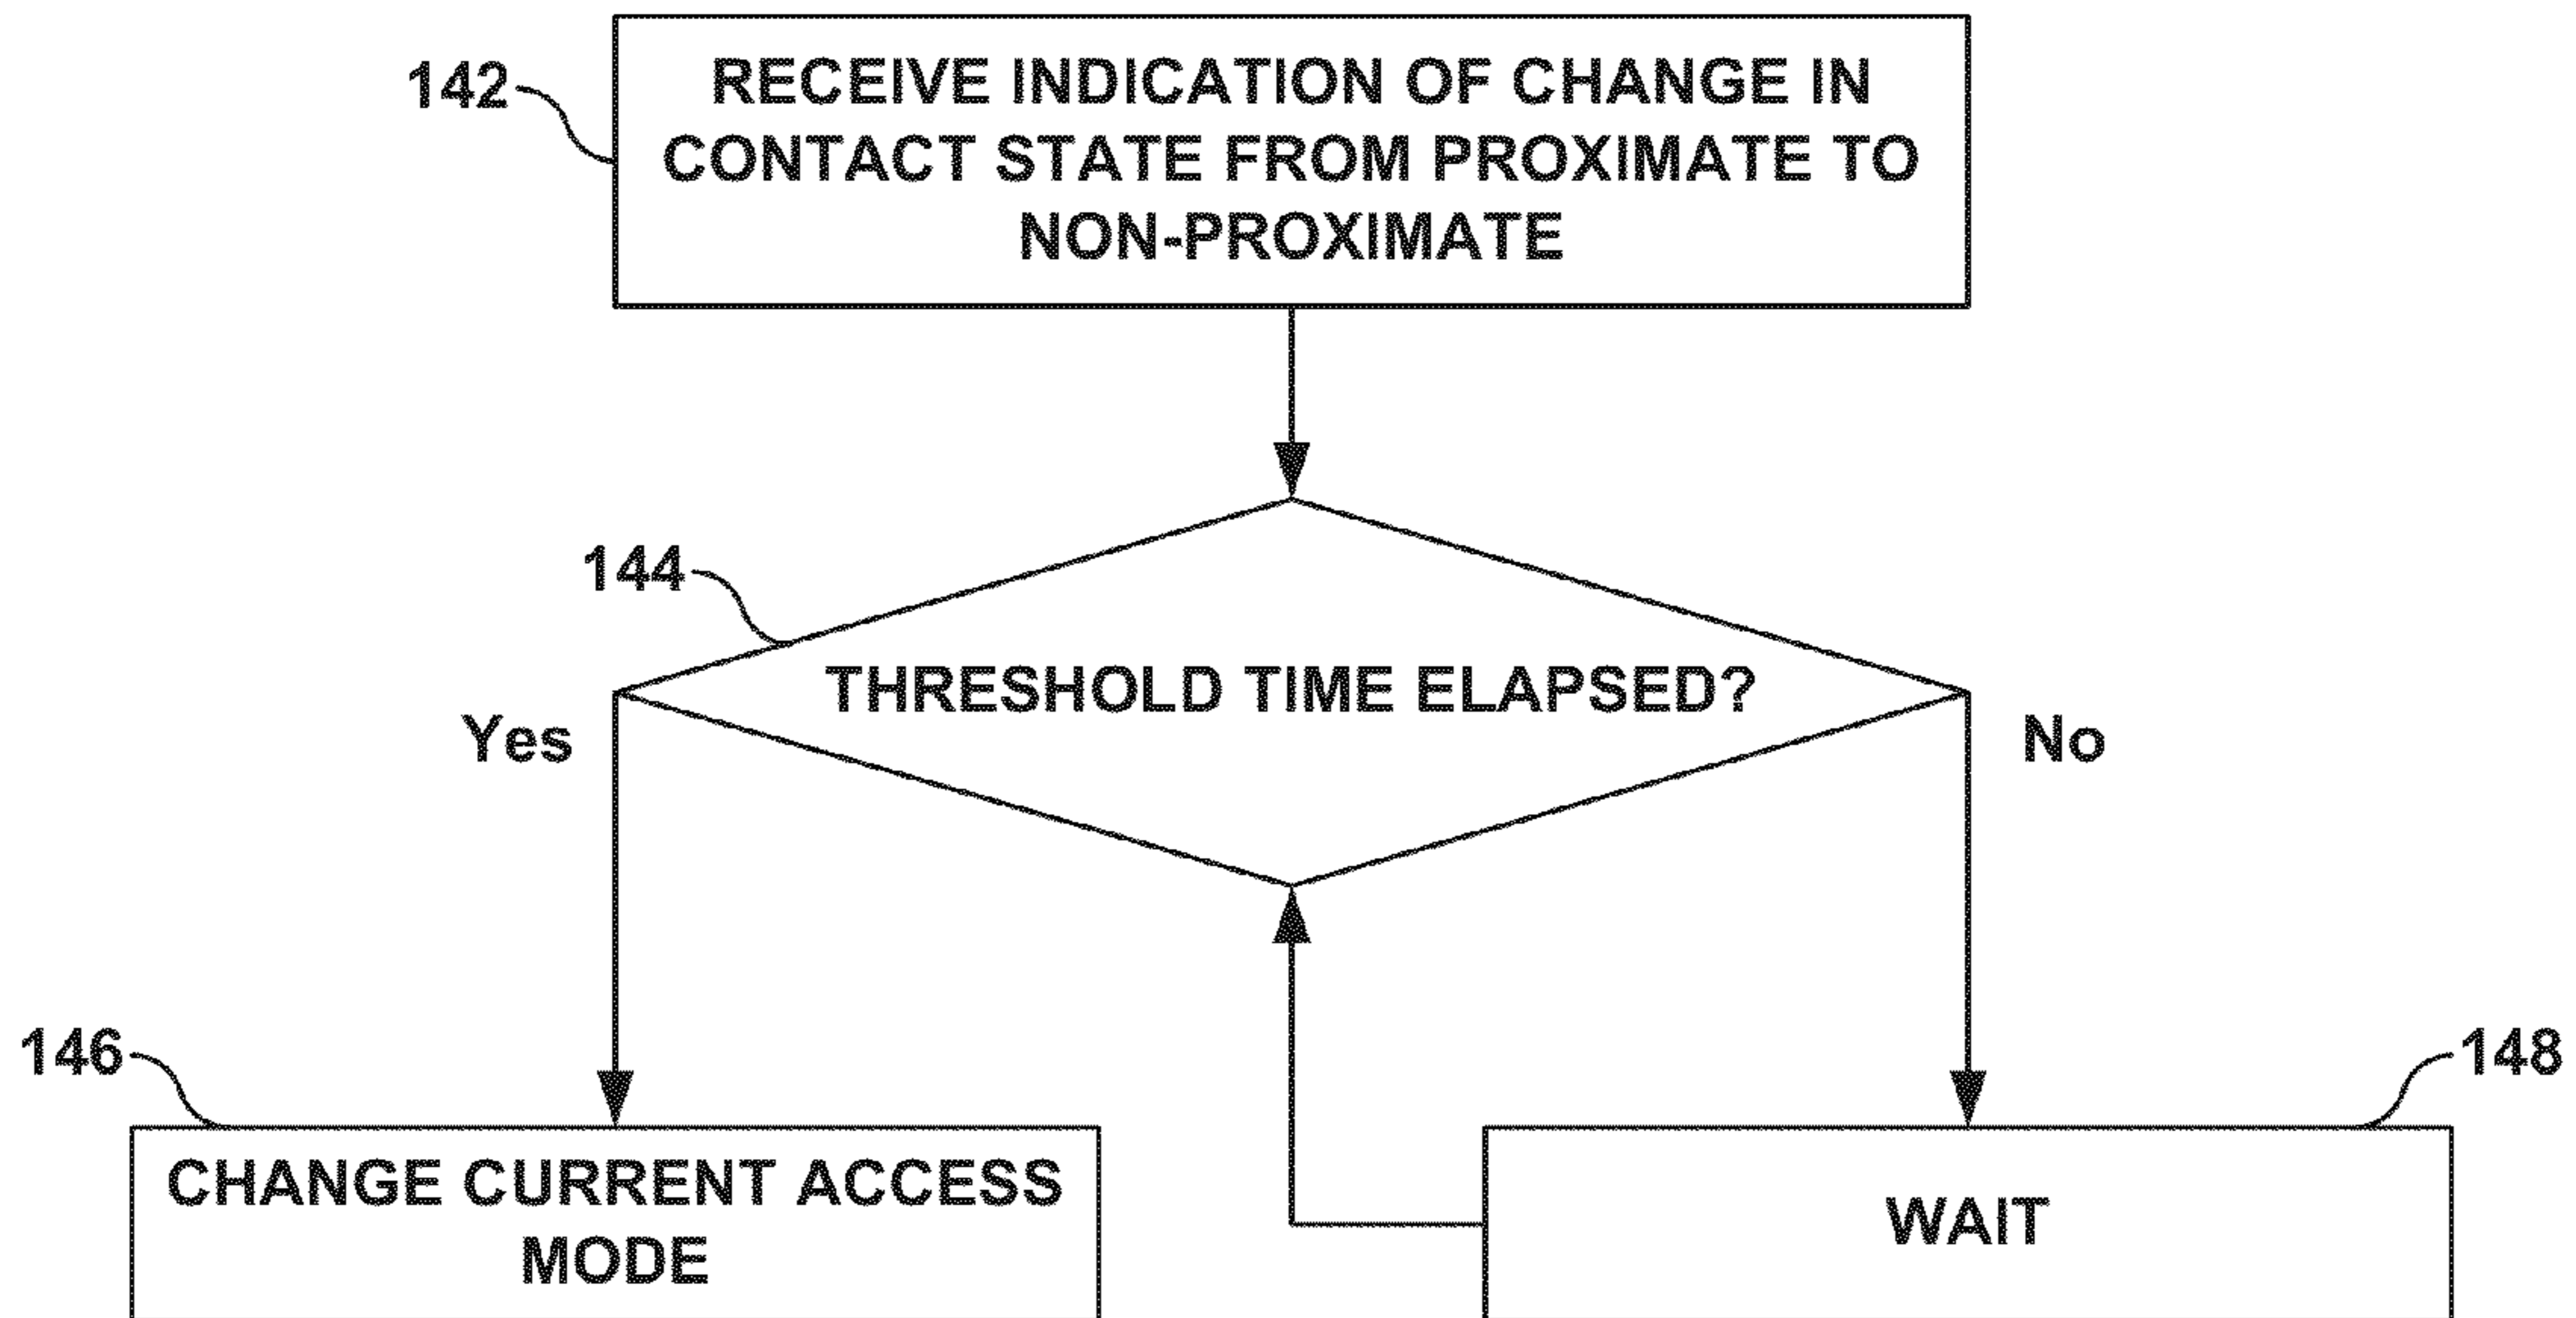 142
RECEIVE INDICATION OF CHANGE IN
CONTACT STATE FROM PROXIMATE TO
NON-PROXIMATE
144
THRESHOLD TIME ELAPSED?
Yes
No
146
148
CHANGE CURRENT ACCESS
MODE
WAIT